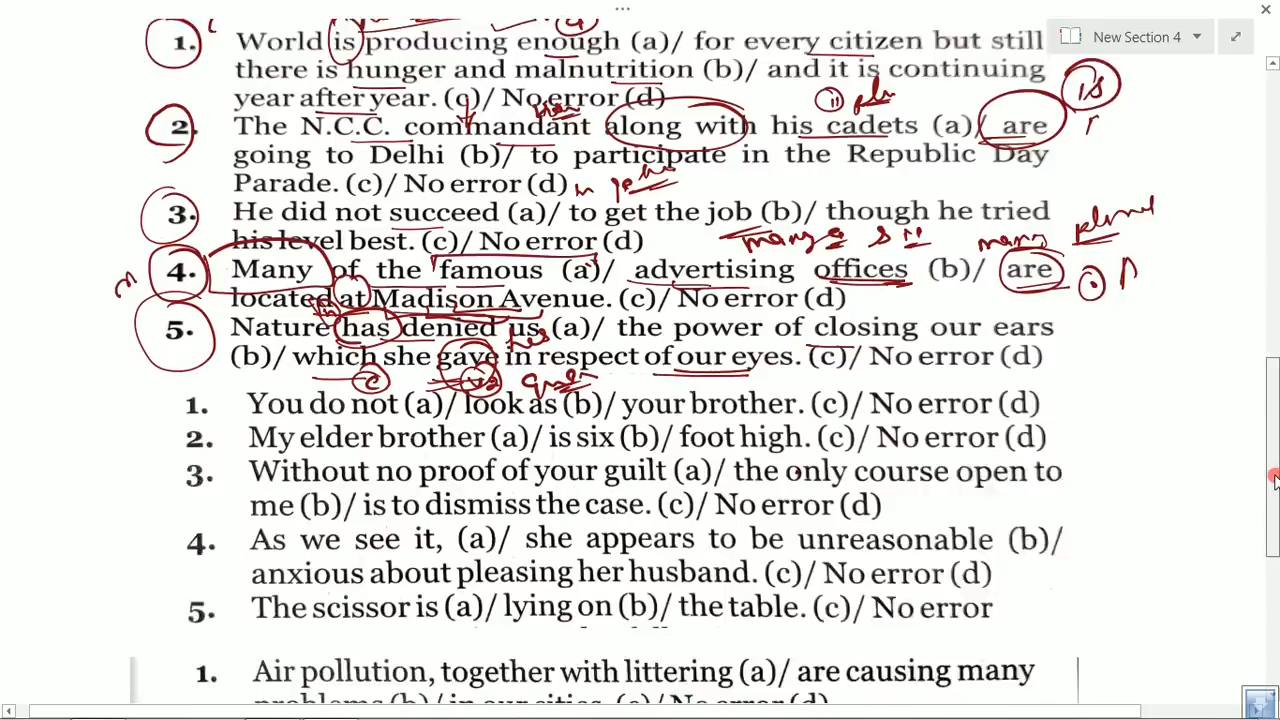 New Section 4
1. World is producing enough (a)/ for every citizen but still
there is hunger and malnutrition (b)/ and it is continuing
year after year. (c)/ No error (d)
is
2. The N.C.C. commandant along with his cadets (a)/ are
going to Delhi (b)/ to participate in the Republic Day
Parade. (c)/ No error (d)
3. He did not succeed (a)/ to get the job (b)/ though he tried
his level best. (c)/ No error (d)
many a
many
4. Many of the famous (a)/ advertising offices (b)/ are
located at Madison Avenue. (c)/ No error (d)
5. Nature has denied us (a)/ the power of closing our ears
(b)/ which she gave in respect of our eyes. (c)/ No error (d)
has
1. You do not (a)/ look as (b)/ your brother. (c)/ No error (d)
2. My elder brother (a)/ is six (b)/ foot high. (c)/ No error (d)
3. Without no proof of your guilt (a)/ the only course open to
me (b)/ is to dismiss the case. (c)/ No error (d)
4. As we see it, (a)/ she appears to be unreasonable (b)/
anxious about pleasing her husband. (c)/ No error (d)
5. The scissor is (a)/ lying on (b)/ the table. (c)/ No error
1. Air pollution, together with littering (a)/ are causing many
problems (b)/ in our cities. (c)/ No error (d)